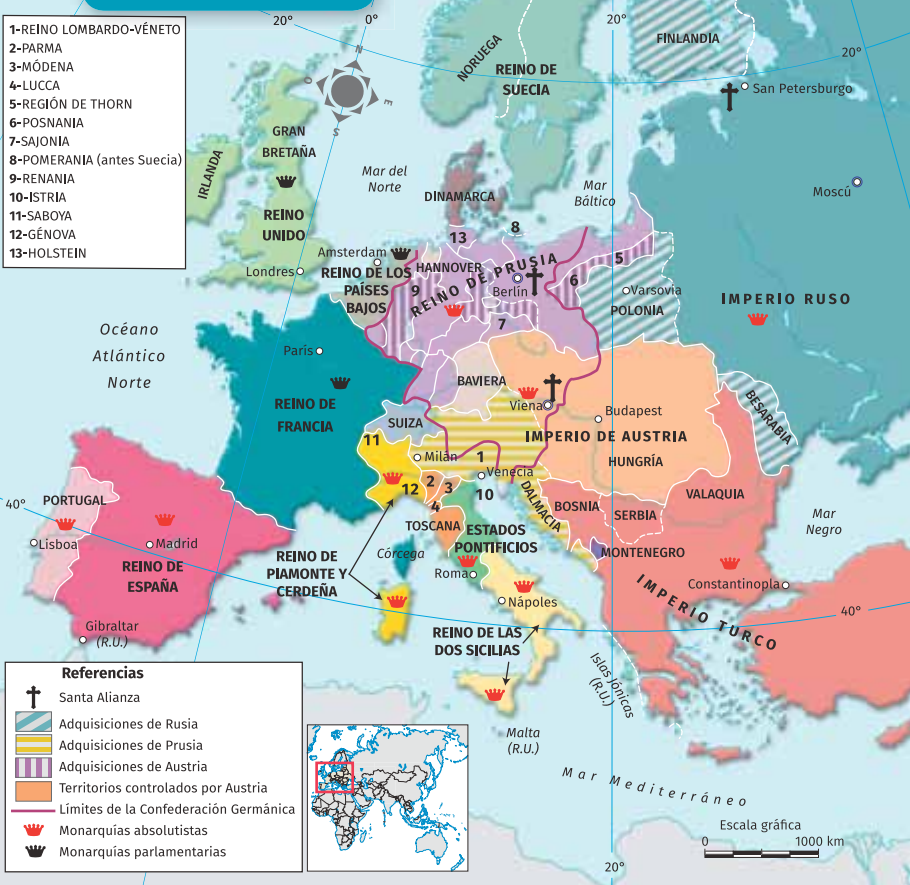 1-REINO LOMBARDO-VÉNETO
2-PARMA
3-MÓDENA
4-LUCCA
5-REGIÓN DE THORN
6-POSNANIA
7-SAJONIA
8-POMERANIA (antes Suecia)
9-RENANIA
10-ISTRIA
11-SABOYA
12-GÉNOVA
13-HOLSTEIN
20°
0°
20°
20°
N
O
E
S
NORUEGA
REINO DE
SUECIA
FINLANDIA
San Petersburgo
Moscú
IRLANDA
GRAN
BRETAÑA
REINO
UNIDO
Londres
Mar del
Norte
DINAMARCA
Mar
Báltico
Amsterdam
REINO DE LOS
PAÍSES
BAJOS
13
8
HANNOVER
REINO DE PRUSIA
Berlín
9
6
5
7
Varsovia
POLONIA
IMPERIO RUSO
Océano
Atlántico
Norte
París
REINO DE
FRANCIA
BAVIERA
Viena
SUIZA
Budapest
IMPERIO DE AUSTRIA
HUNGRÍA
BESARABIA
11
Milán
1
Venecia
12
2
3
4
10
DALMACIA
BOSNIA
SERBIA
VALAQUIA
MONTENEGRO
Mar
Negro
40°
PORTUGAL
Lisboa
Madrid
REINO DE
ESPAÑA
Gibraltar
(R.U.)
REINO DE
PIAMONTE Y
CERDEÑA
Córcega
TOSCANA
ESTADOS
PONTIFICIOS
Roma
Nápoles
REINO DE LAS
DOS SICILIAS
Constantinopla
IMPERIO TURCO
40°
Islas Jónicas
(R.U.)
Malta
(R.U.)
Mar Mediterráneo
Escala gráfica
0
1000 km
20°
Referencias
Santa Alianza
Adquisiciones de Rusia
Adquisiciones de Prusia
Adquisiciones de Austria
Territorios controlados por Austria
Límites de la Confederación Germánica
Monarquías absolutistas
Monarquías parlamentarias